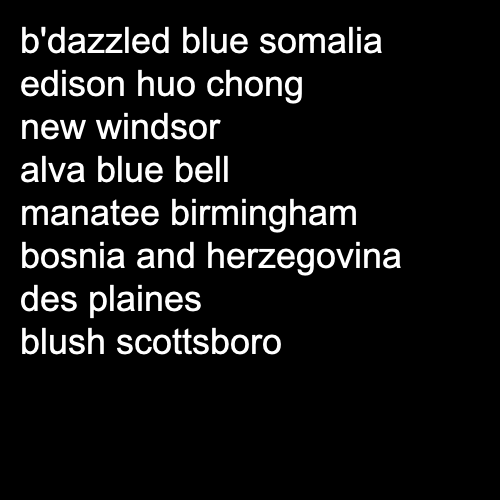 b'dazzled blue somalia
edison huo chong
new windsor
alva blue bell
manatee birmingham
bosnia and herzegovina
des plaines
blush scottsboro